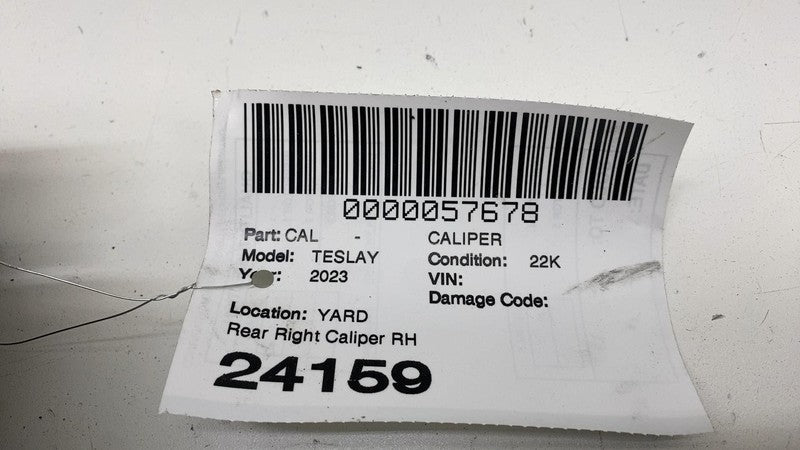 0000057678
Part: CAL - CALIPER
Model: TESLAY Condition: 22K
Year: 2023 VIN:
Damage Code:
Location: YARD
Rear Right Caliper RH
24159